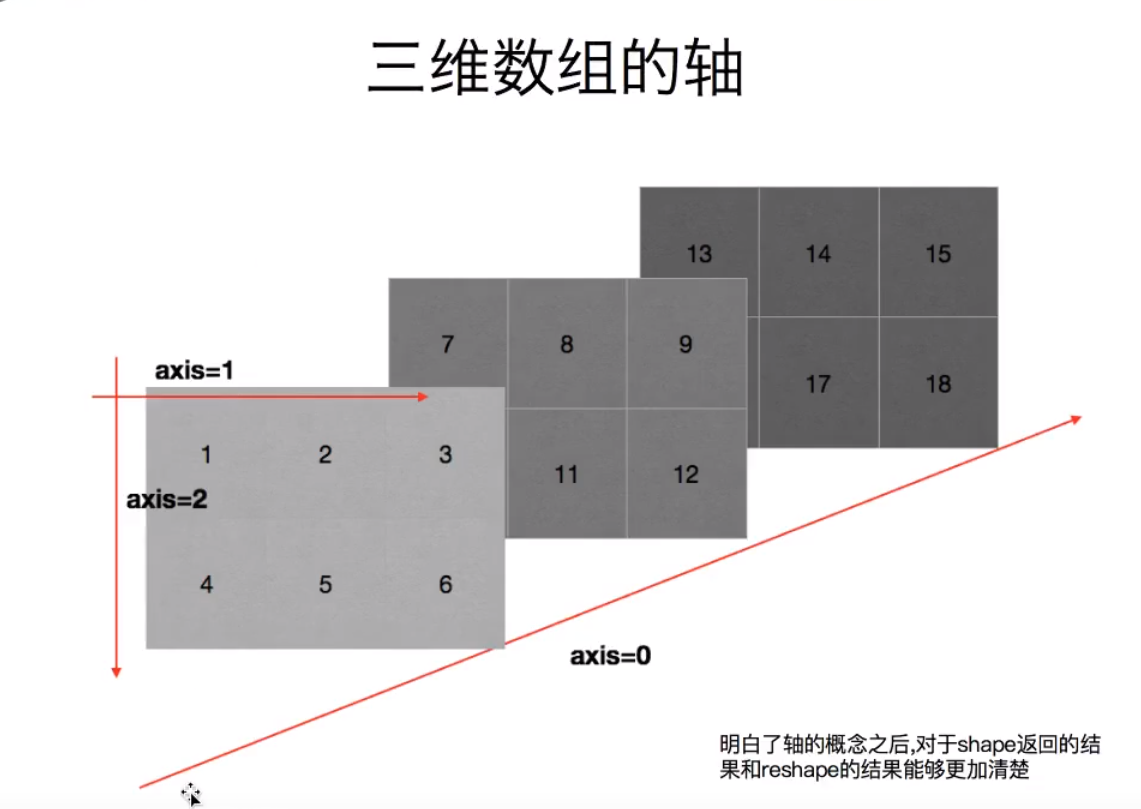 三维数组的轴
13 14 15
7 8 9
17 18
axis=1
1 2 3
11 12
axis=2
4 5 6
axis=0
明白了轴的概念之后,对于shape返回的结
果和reshape的结果能够更加清楚